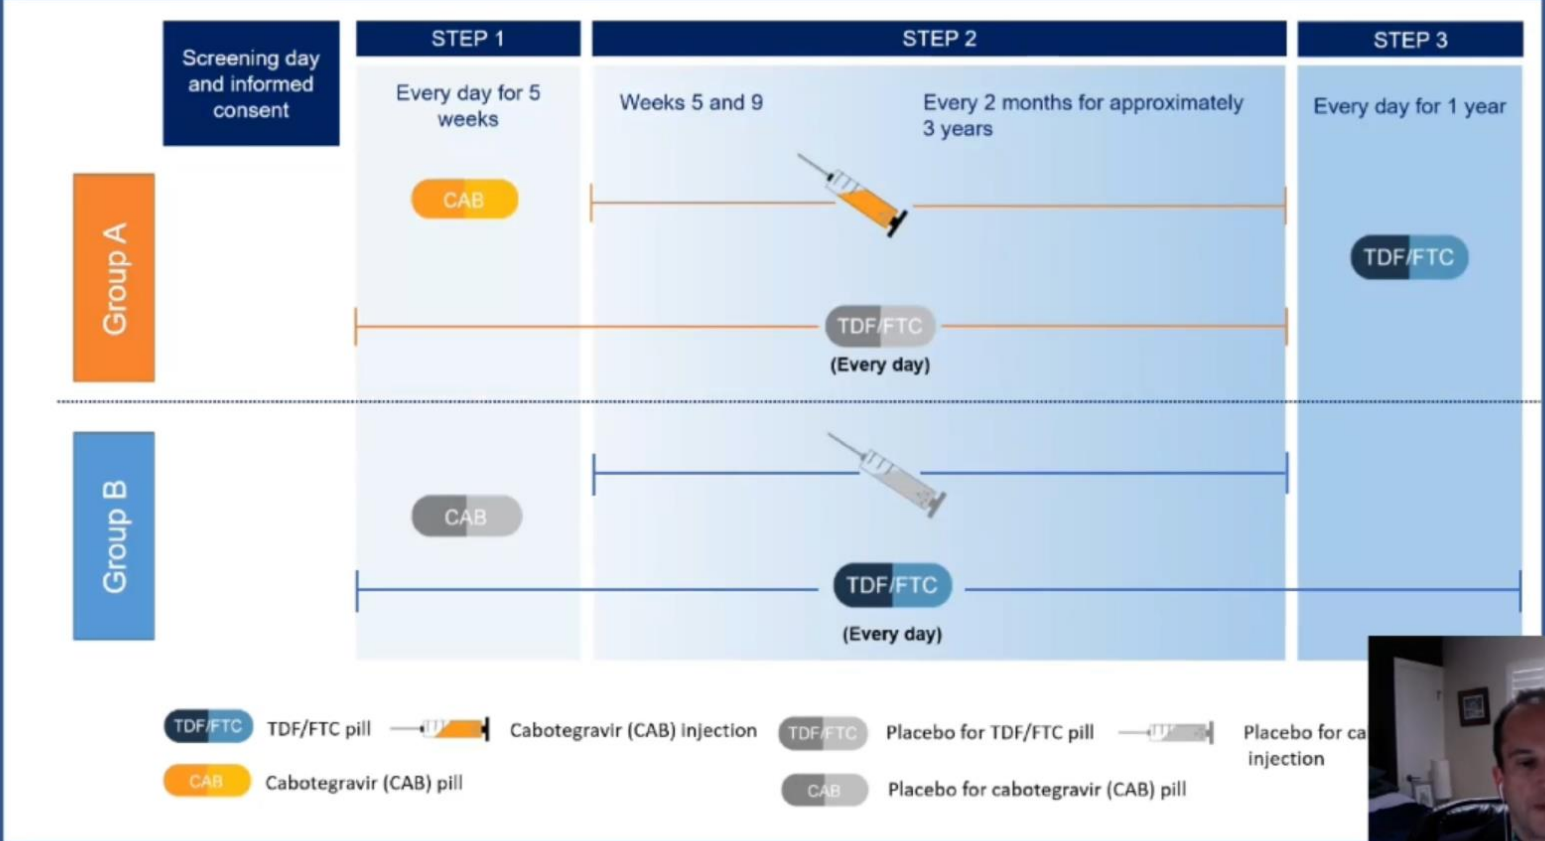 Screening day
and informed
consent
STEP 1
STEP 2
STEP 3
Every day for 5
weeks
Weeks 5 and 9
Every 2 months for approximately
3 years
Every day for 1 year
Group A
CAB
TDF/FTC
TDF/FTC
(Every day)
Group B
CAB
TDF/FTC
(Every day)
TDF/FTC
TDF/FTC pill
Cabotegravir (CAB) injection
TDF/FTC
Placebo for TDF/FTC pill
Placebo for ca
injection
CAB
Cabotegravir (CAB) pill
CAB
Placebo for cabotegravir (CAB) pill